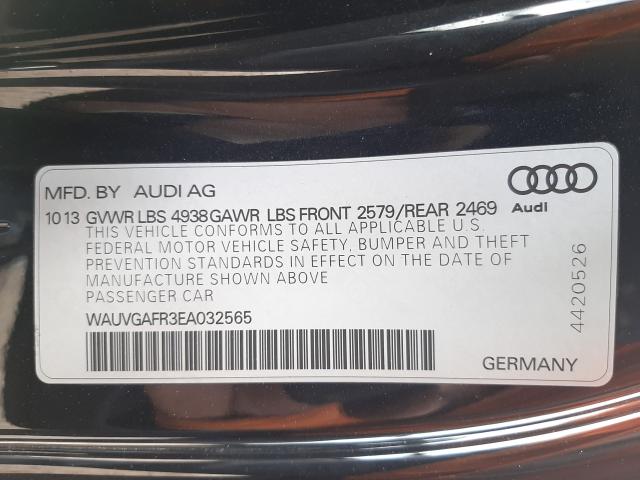 MFD. BY AUDI AG
10 13 GVWR LBS 4938 GAWR LBS FRONT 2579/REAR 2469
Audi
THIS VEHICLE CONFORMS TO ALL APPLICABLE U.S.
FEDERAL MOTOR VEHICLE SAFETY, BUMPER AND THEFT
PREVENTION STANDARDS IN EFFECT ON THE DATE OF
MANUFACTURE SHOWN ABOVE
PASSENGER CAR
WAUVGAFR3EA032565
GERMANY
4420526